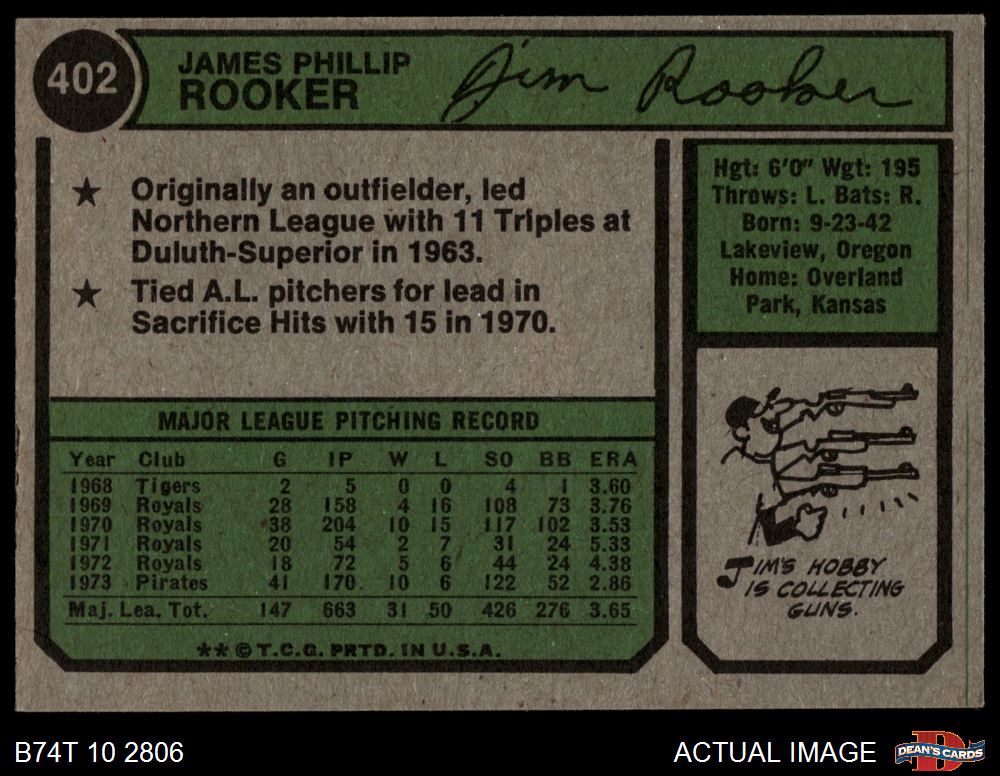 402
JAMES PHILLIP
ROOKER
Jim Rooker
★ Originally an outfielder, led
Northern League with 11 Triples at
Duluth-Superior in 1963.
★ Tied A.L. pitchers for lead in
Sacrifice Hits with 15 in 1970.
Hgt: 6'0" Wgt: 195
Throws: L. Bats: R.
Born: 9-23-42
Lakeview, Oregon
Home: Overland
Park, Kansas
MAJOR LEAGUE PITCHING RECORD
Year Club G IP W L SO BB ERA
1968 Tigers 2 5 0 0 4 1 3.60
1969 Royals 28 158 4 16 108 73 3.76
1970 Royals 38 204 10 15 117 102 3.53
1971 Royals 20 54 2 7 31 24 5.33
1972 Royals 18 72 5 6 44 24 4.38
1973 Pirates 41 170 10 6 122 52 2.86
Maj. Lea. Tot. 147 663 31 50 426 276 3.65
**©T.C.G. PRTD. IN U.S.A.
JIM'S HOBBY
IS COLLECTING
GUNS.
B74T 10 2806
ACTUAL IMAGE
DEAN'S CARDS